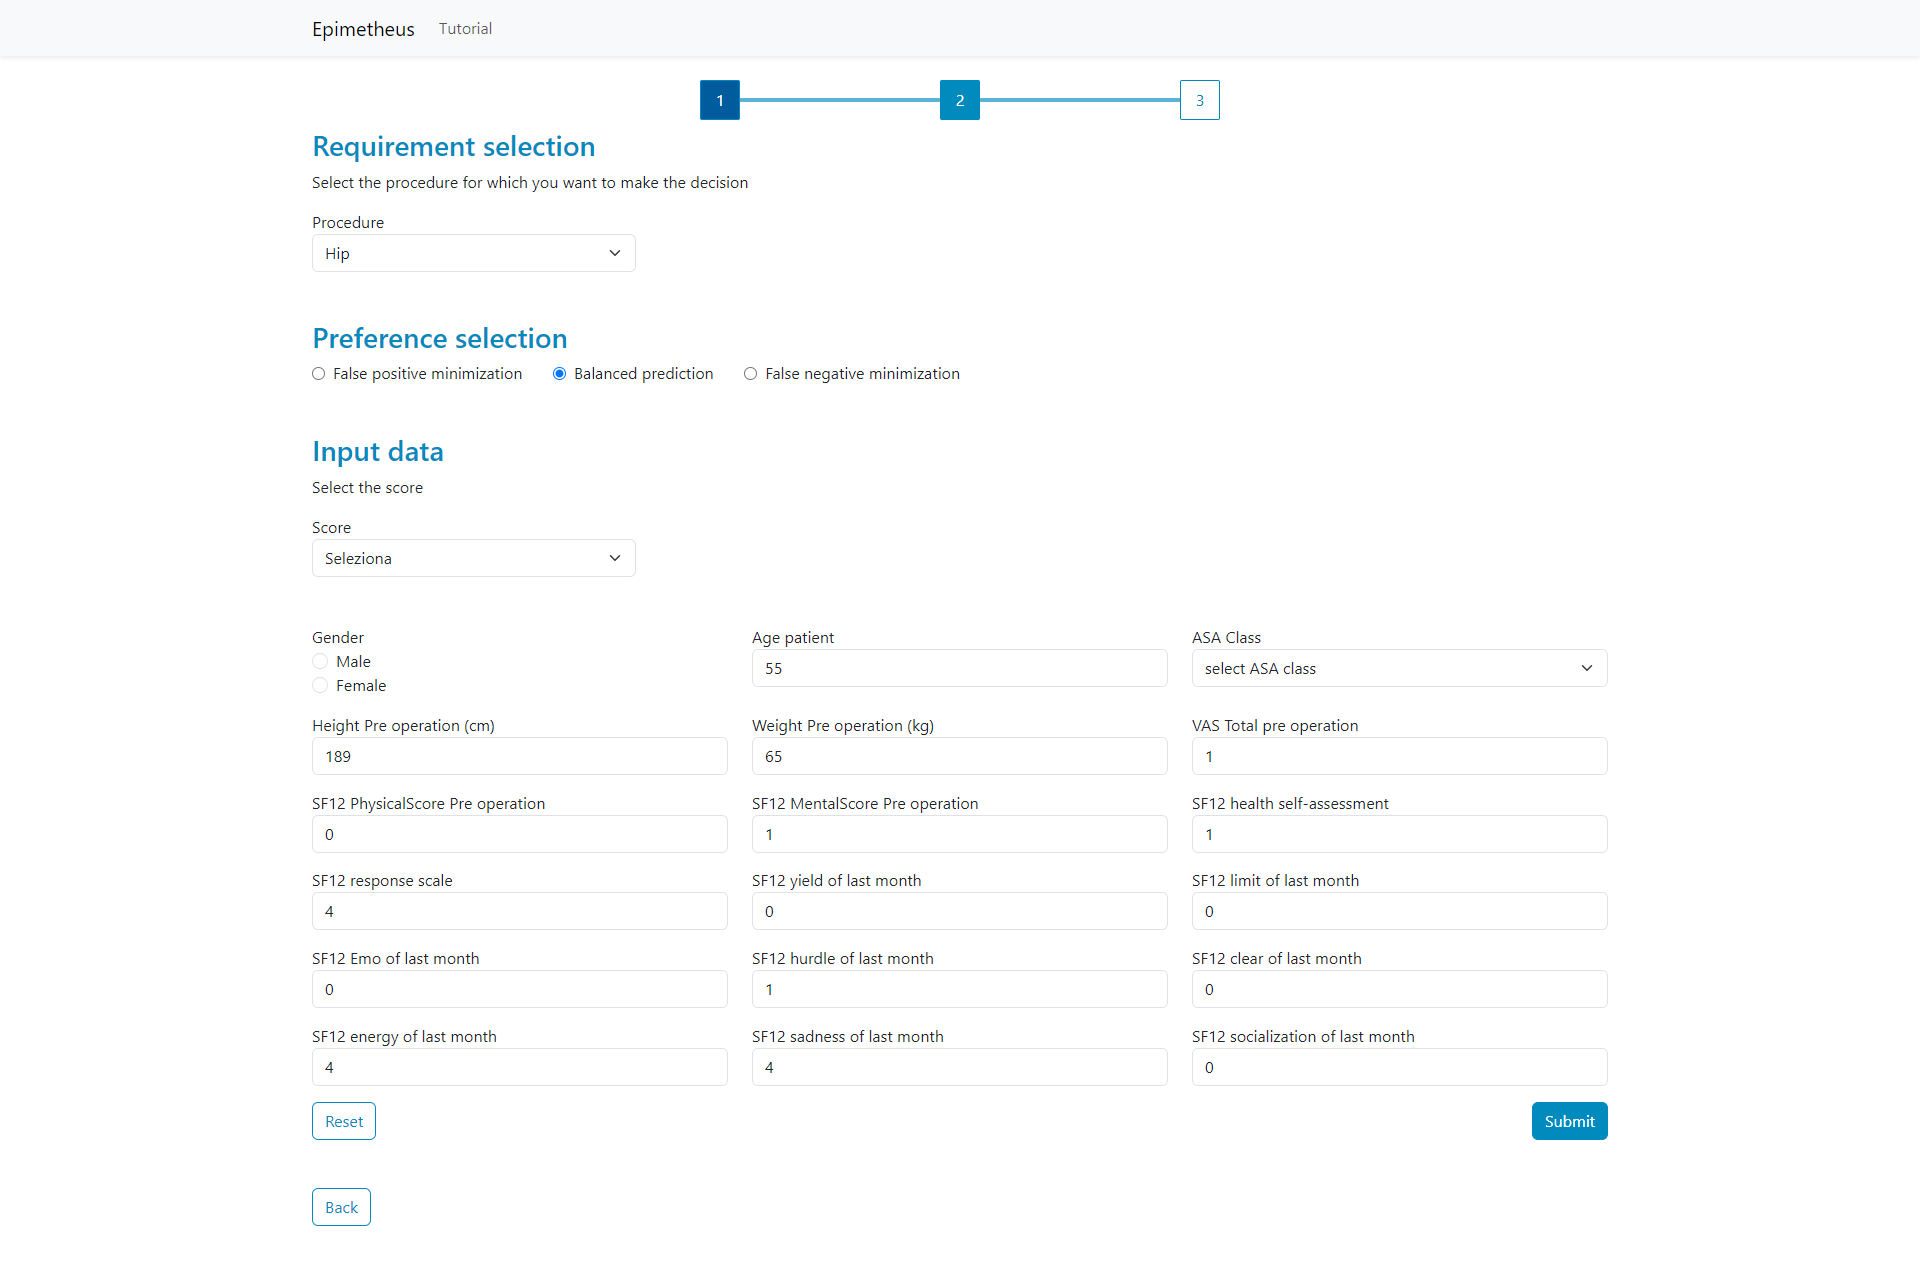 Epimetheus Tutorial
1 2 3
Requirement selection
Select the procedure for which you want to make the decision
Procedure
Hip
Preference selection
False positive minimization Balanced prediction False negative minimization
Input data
Select the score
Score
Seleziona
Gender Age patient ASA Class
Male
55 select ASA class
Female
Height Pre operation (cm) Weight Pre operation (kg) VAS Total pre operation
189 65 1
SF12 PhysicalScore Pre operation SF12 MentalScore Pre operation SF12 health self-assessment
0 1 1
SF12 response scale SF12 yield of last month SF12 limit of last month
4 0 0
SF12 Emo of last month SF12 hurdle of last month SF12 clear of last month
0 1 0
SF12 energy of last month SF12 sadness of last month SF12 socialization of last month
4 4 0
Reset Submit
Back